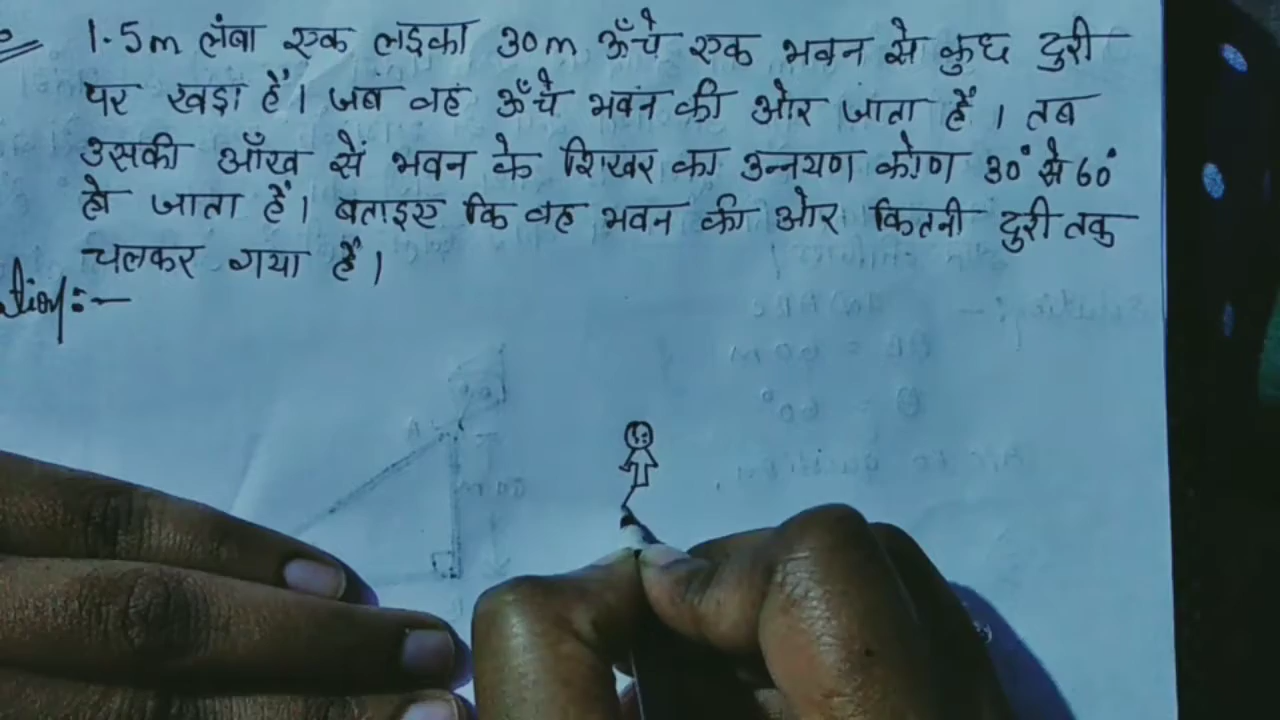 1.5m लंबा एक लड़का 30m ऊँचे एक भवन से कुछ दुरी
पर खड़ा हैं। जब वह ऊँचे भवन की ओर जाता हैं। तब
उसकी आँख सें भवन के शिखर का उन्नयण कोण 30° से 60°
हो जाता हैं। बताइए कि वह भवन की ओर कितनी दुरी तक
चलकर गया हैं।